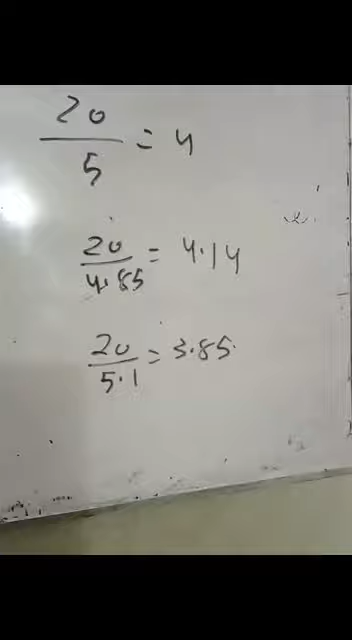 20/5 = 4
20/4.85 = 4.14
20/5.1 = 3.85